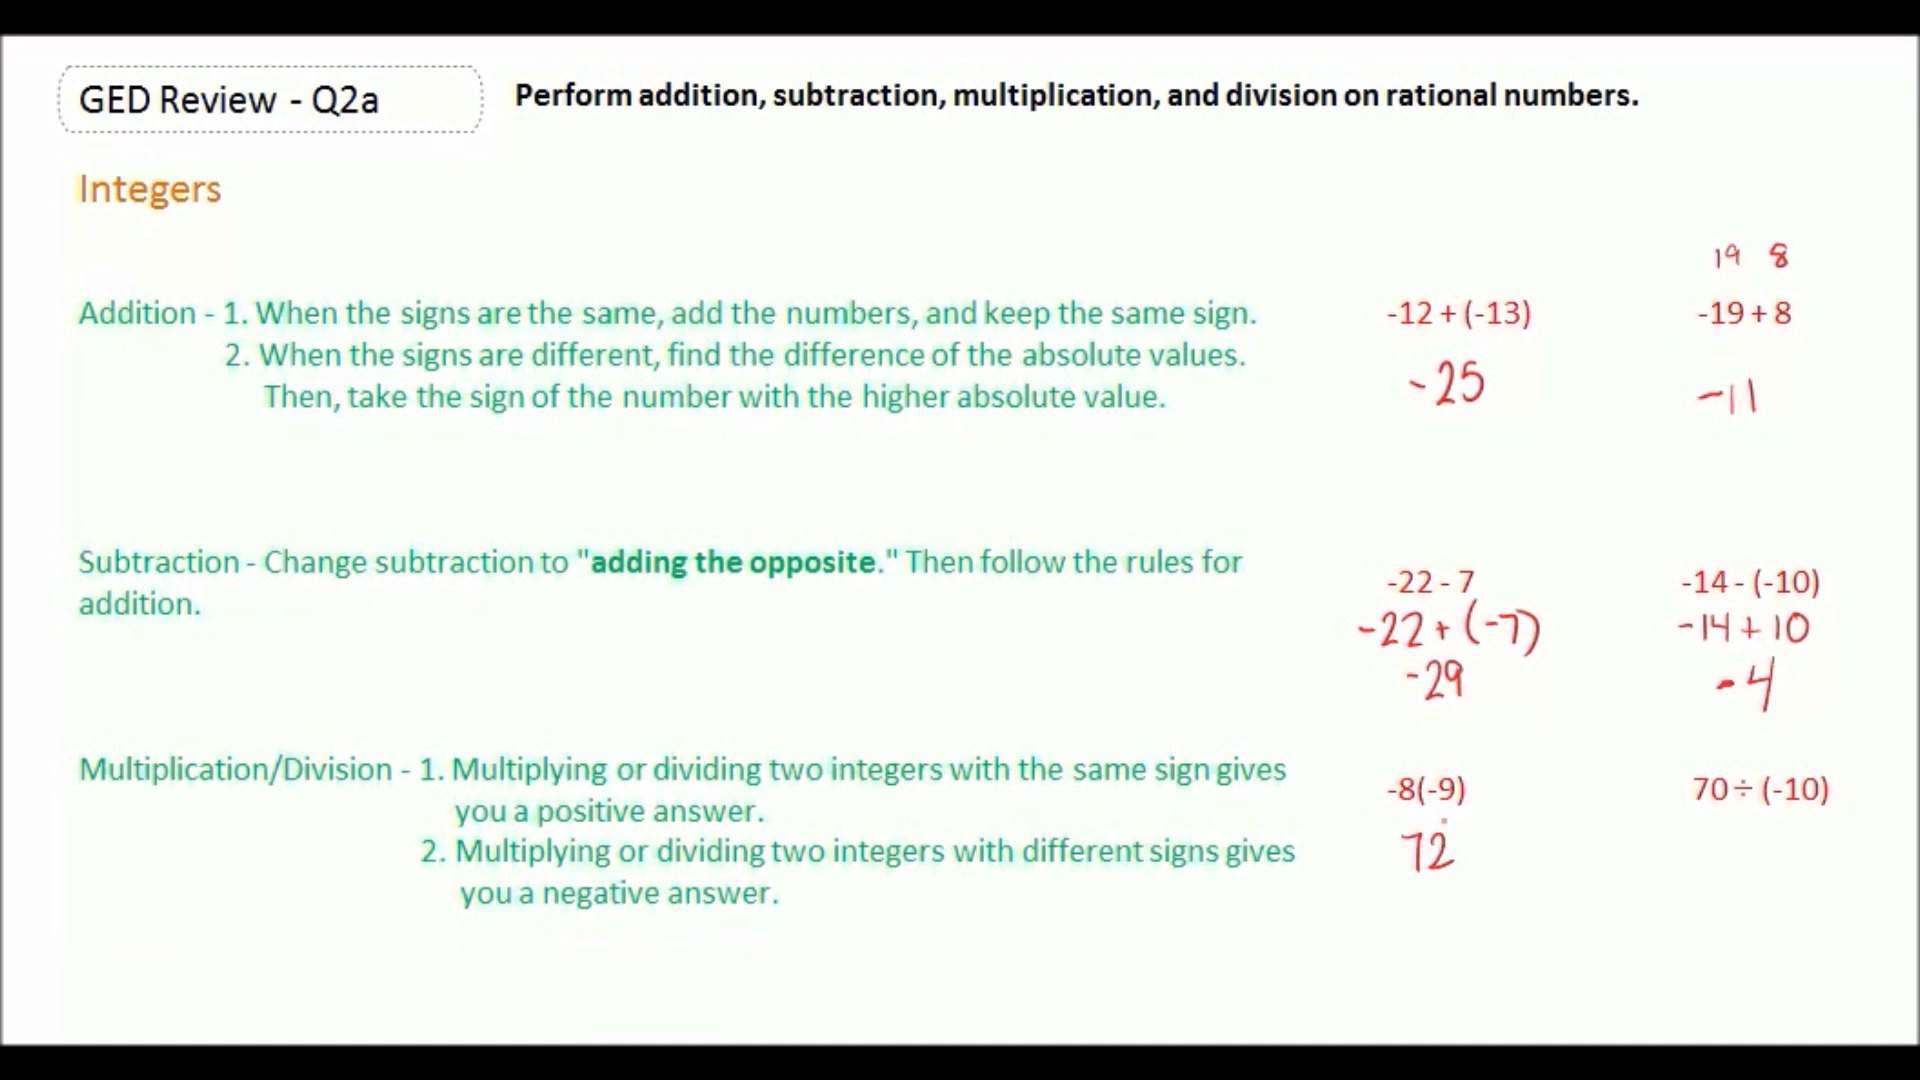 GED Review - Q2a
Perform addition, subtraction, multiplication, and division on rational numbers.
Integers
19 8
Addition - 1. When the signs are the same, add the numbers, and keep the same sign.
2. When the signs are different, find the difference of the absolute values.
Then, take the sign of the number with the higher absolute value.
-12 + (-13)
-25
-19 + 8
-11
Subtraction - Change subtraction to "adding the opposite." Then follow the rules for
addition.
-22 - 7
-22 + (-7)
-29
-14 - (-10)
-14 + 10
-4
Multiplication/Division - 1. Multiplying or dividing two integers with the same sign gives
you a positive answer.
2. Multiplying or dividing two integers with different signs gives
you a negative answer.
-8(-9)
72
70 ÷ (-10)